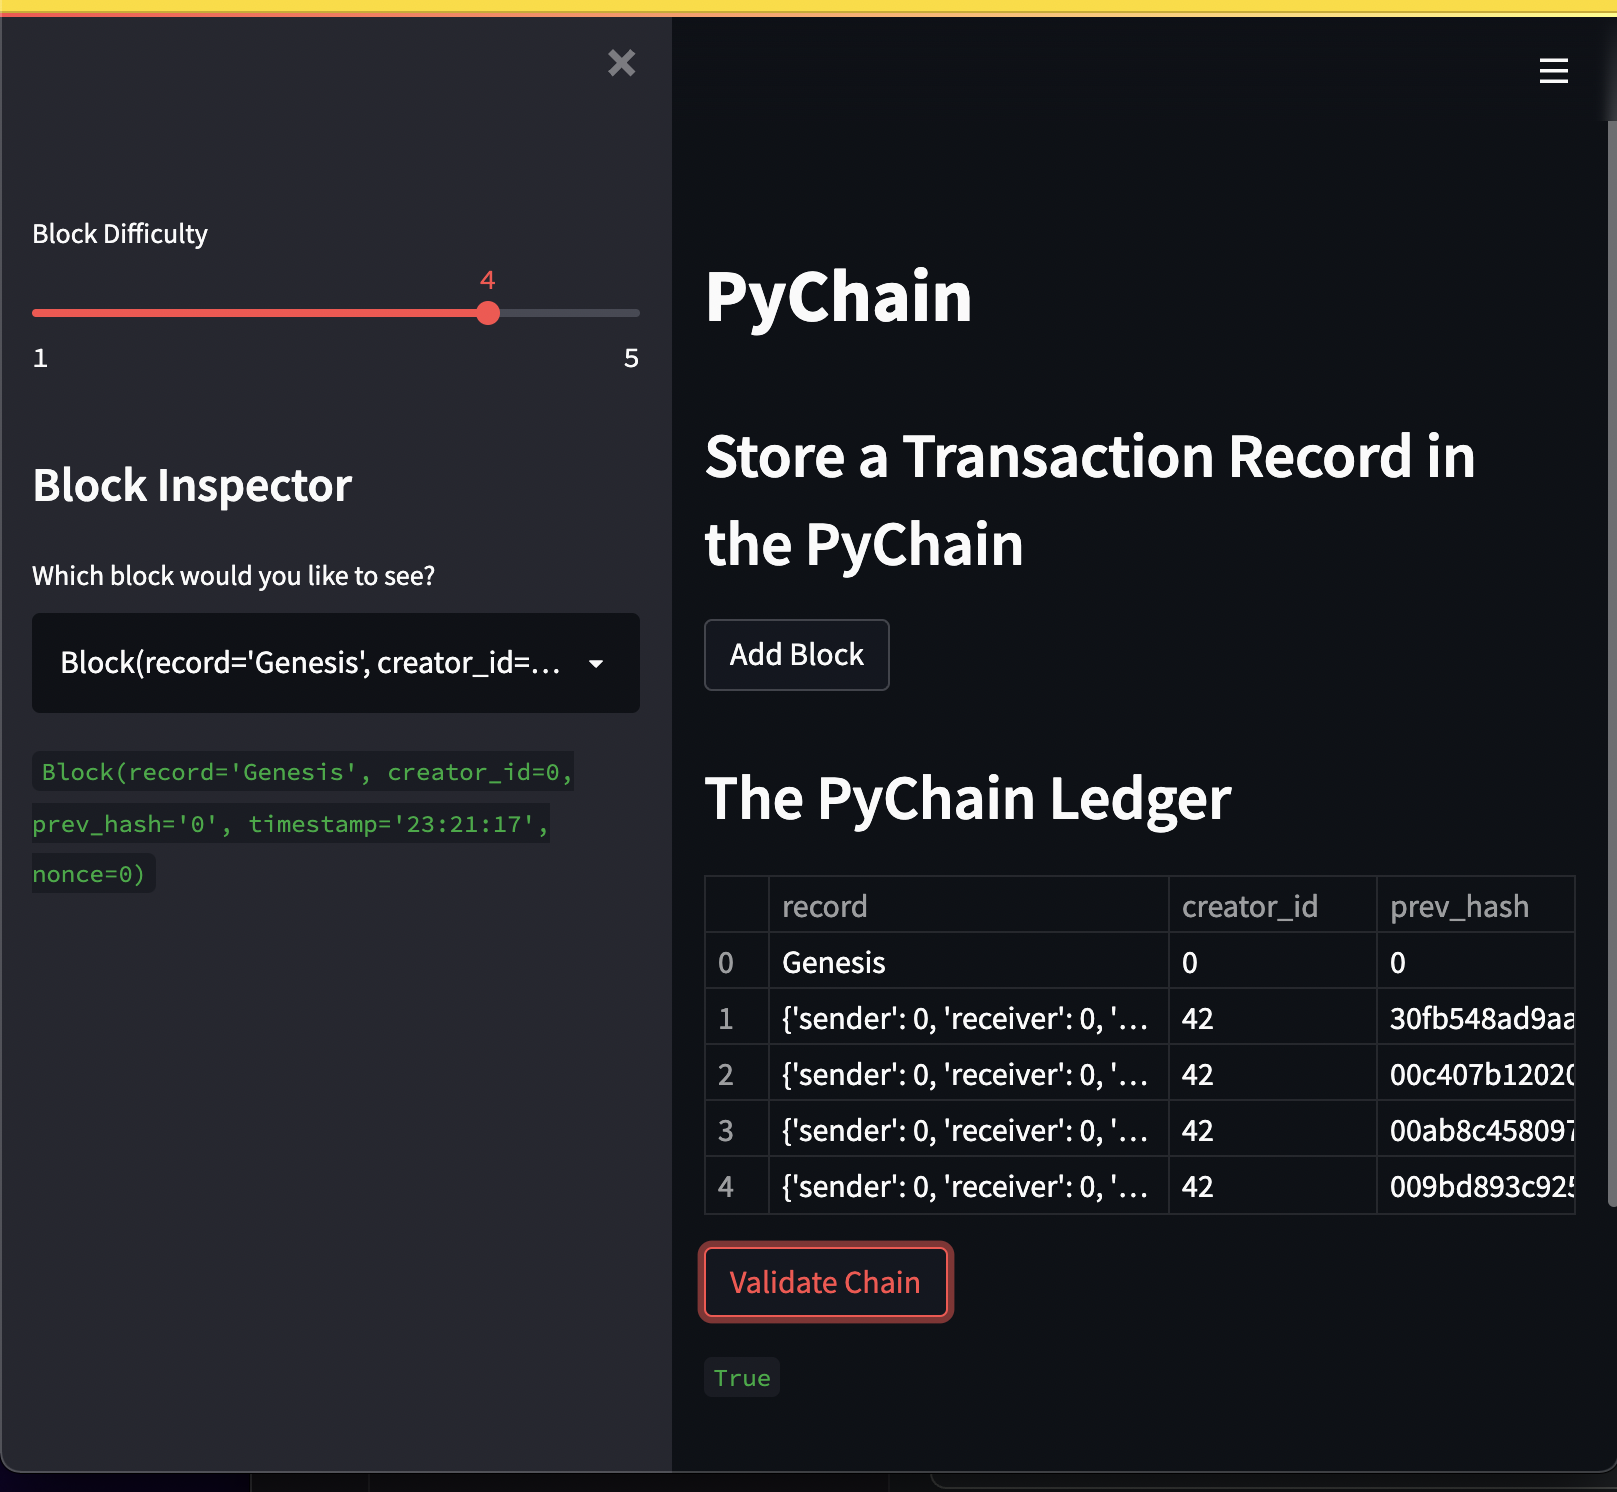 Block Difficulty
4
1 5
Block Inspector
Which block would you like to see?
Block(record='Genesis', creator_id=...
Block(record='Genesis', creator_id=0,
prev_hash='0', timestamp='23:21:17',
nonce=0)
PyChain
Store a Transaction Record in
the PyChain
Add Block
The PyChain Ledger
record creator_id prev_hash
0 Genesis 0 0
1 {'sender': 0, 'receiver': 0, '... 42 30fb548ad9aa
2 {'sender': 0, 'receiver': 0, '... 42 00c407b12020
3 {'sender': 0, 'receiver': 0, '... 42 00ab8c458097
4 {'sender': 0, 'receiver': 0, '... 42 009bd893c925
Validate Chain
True